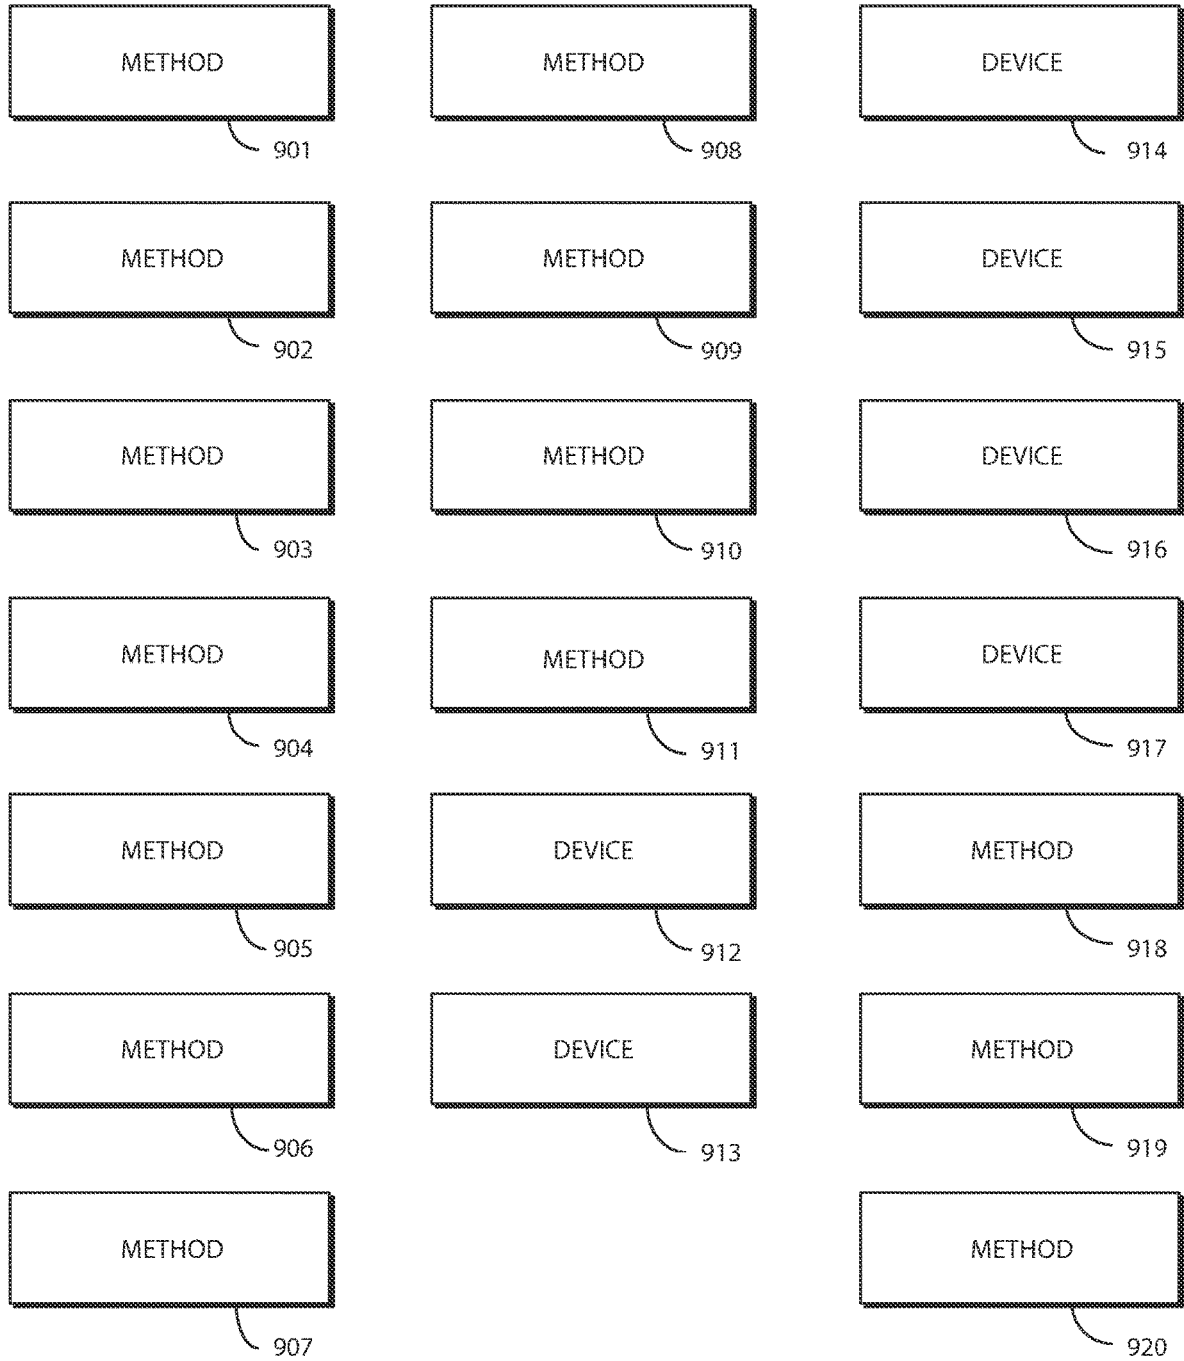 METHOD
901
METHOD
902
METHOD
903
METHOD
904
METHOD
905
METHOD
906
METHOD
907
METHOD
908
METHOD
909
METHOD
910
METHOD
911
DEVICE
912
DEVICE
913
DEVICE
914
DEVICE
915
DEVICE
916
DEVICE
917
METHOD
918
METHOD
919
METHOD
920